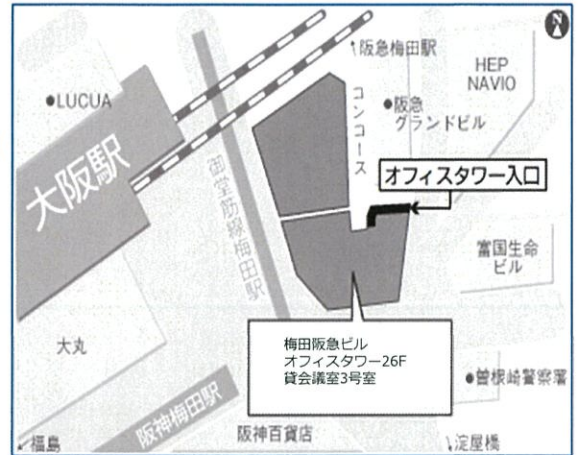 N
阪急梅田駅
HEP
NAVIO
●LUCUA
コンコース
●阪急
グランドビル
大阪駅
オフィスタワー入口
御堂筋線梅田駅
富国生命
ビル
大丸
梅田阪急ビル
オフィスタワー26F
貸会議室3号室
●曽根崎警察署
阪神梅田駅
福島
阪神百貨店
淀屋橋